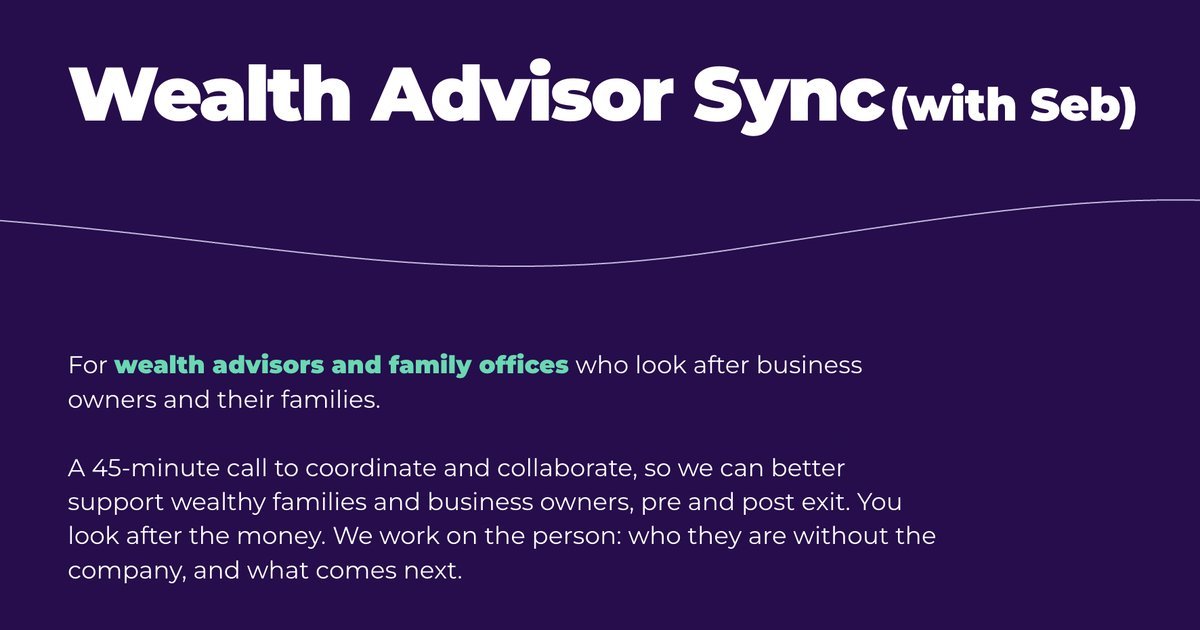 Wealth Advisor Sync (with Seb)
For wealth advisors and family offices who look after business
owners and their families.
A 45-minute call to coordinate and collaborate, so we can better
support wealthy families and business owners, pre and post exit. You
look after the money. We work on the person: who they are without the
company, and what comes next.